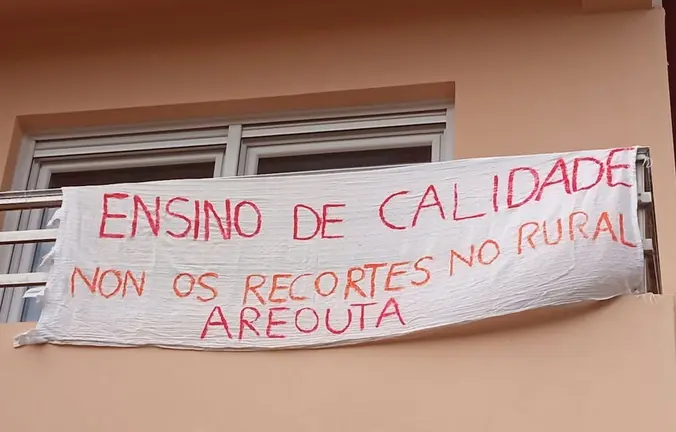 ENSINO DE CALIDADE
NON OS RECORTES NO RURAL
AREOUTA